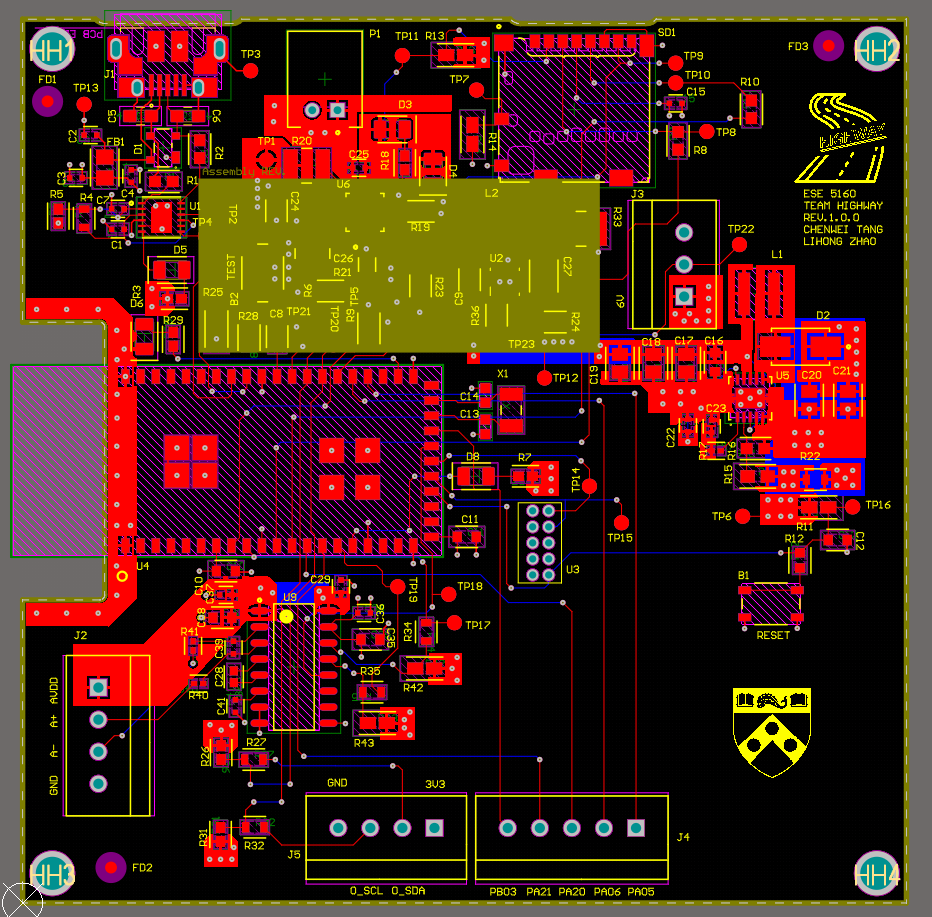 HH1
FD1
J1
TP3
P1
TP11
R13
SD1
TP9
TP10
FD3
HH2
TP13
TP7
C15
R10
D3
TP8
R8
C5
C6
C2
FB1
D1
R2
TP1
R20
C25
R18
D4
R14
HIGHWAY
C3
C4
R1
Assembly REV.
U6
L2
R5
R4
C7
U1
TP4
C1
TP2
C24
R19
R33
J3
ESE 5160
TEAM HIGHWAY
REV.1.0.0
CHENWEI TANG
LIHONG ZHAO
TP22
D5
TEST
C26
R21
U2
C27
L1
R3
D6
R25
B2
R6
TP5
R23
C9
6V
R29
R28
C8
TP21
TP20
R9
R36
R24
D2
TP23
C19
C18
C17
C16
X1
TP12
U5
C20
C21
C14
C13
C22
C23
R17
R16
D8
R7
TP14
R15
R22
TP6
R11
TP16
C11
TP15
R12
C12
U4
U3
C10
C29
TP19
TP18
B1
U9
C36
R34
TP17
RESET
J2
R41
C39
C35
R40
C28
R35
R42
AVDD
A+
A-
GND
C41
R43
R26
R27
GND
3V3
R31
R32
J5
J4
HH3
FD2
O_SCL O_SDA
PB03 PA21 PA20 PA06 PA05
HH4